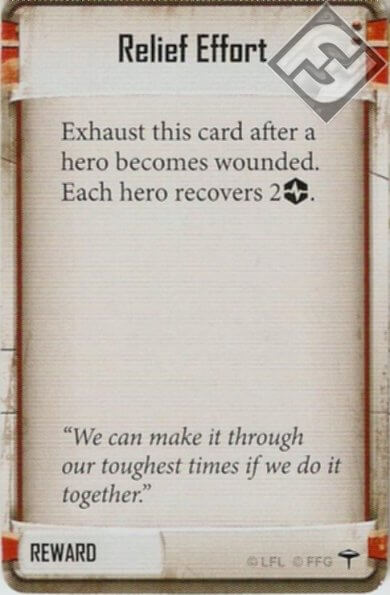 Relief Effort
Exhaust this card after a
hero becomes wounded.
Each hero recovers 2.
“We can make it through
our toughest times if we do it
together.”
REWARD
©LFL ©FFG